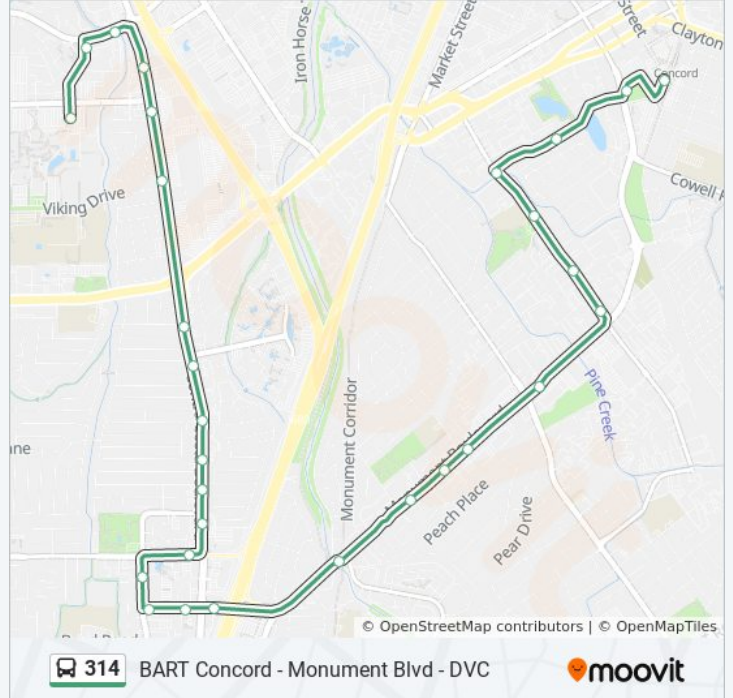 Iron Horse
Market Street
Street
Clayton
Concord
Viking Drive
Cowell
Monument Corridor
Pine Creek
Peach Place
Pear Drive
© OpenStreetMap contributors | © OpenMapTiles
314
BART Concord - Monument Blvd - DVC
moovit